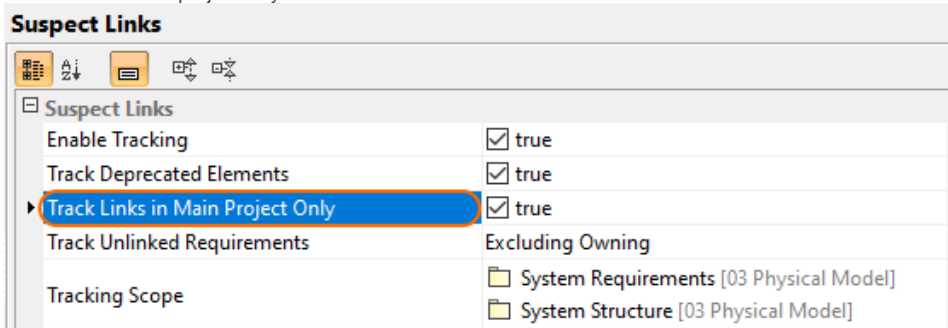 Suspect Links
Suspect Links
Enable Tracking true
Track Deprecated Elements true
Track Links in Main Project Only true
Track Unlinked Requirements Excluding Owning
Tracking Scope System Requirements [03 Physical Model]
System Structure [03 Physical Model]